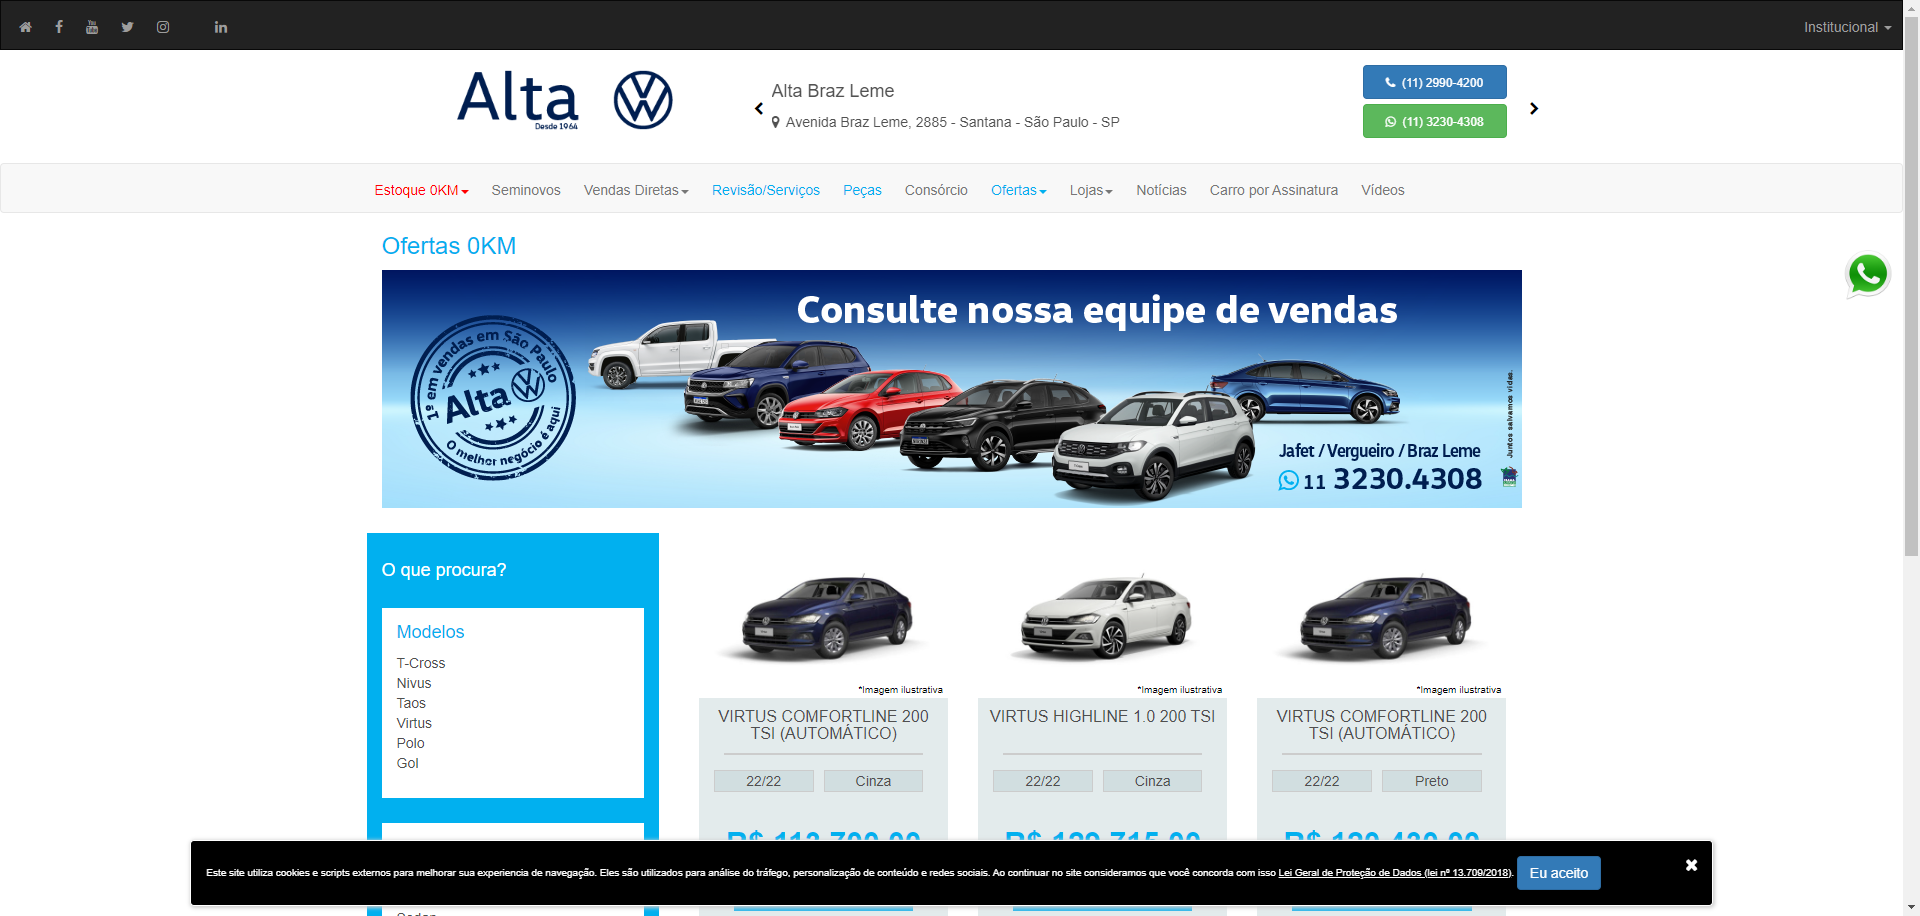 Institucional
Alta
Desde 1964
Alta Braz Leme
Avenida Braz Leme, 2885 - Santana - São Paulo - SP
(11) 2990-4200
(11) 3230-4308
Estoque 0KM Seminovos Vendas Diretas Revisão/Serviços Peças Consórcio Ofertas Lojas Notícias Carro por Assinatura Vídeos
Ofertas 0KM
Consulte nossa equipe de vendas
1ª em vendas em São Paulo
Alta
O melhor negócio é aqui
Juntos salvamos vidas.
Jafet / Vergueiro / Braz Leme
11 3230.4308
O que procura?
Modelos
T-Cross
Nivus
Taos
Virtus
Polo
Gol
*Imagem ilustrativa
VIRTUS COMFORTLINE 200
TSI (AUTOMÁTICO)
22/22 Cinza
*Imagem ilustrativa
VIRTUS HIGHLINE 1.0 200 TSI
22/22 Cinza
*Imagem ilustrativa
VIRTUS COMFORTLINE 200
TSI (AUTOMÁTICO)
22/22 Preto
Este site utiliza cookies e scripts externos para melhorar sua experiencia de navegação. Eles são utilizados para análise do tráfego, personalização de conteúdo e redes sociais. Ao continuar no site consideramos que você concorda com isso Lei Geral de Proteção de Dados (lei nº 13.709/2018).
Eu aceito